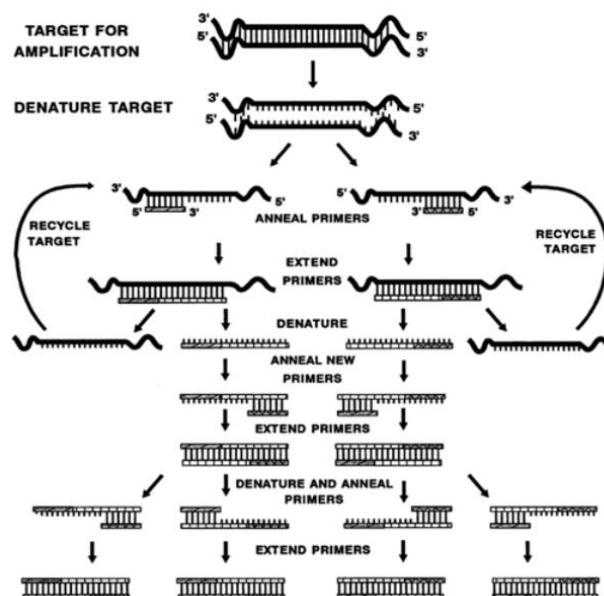 TARGET FOR
AMPLIFICATION
3'
5'
5'
3'
DENATURE TARGET
3'
5'
5'
3'
3'
5'
5'
3'
5'
3'
3'
5'
ANNEAL PRIMERS
RECYCLE
TARGET
RECYCLE
TARGET
EXTEND
PRIMERS
DENATURE
ANNEAL NEW
PRIMERS
EXTEND PRIMERS
DENATURE AND ANNEAL
PRIMERS
EXTEND PRIMERS